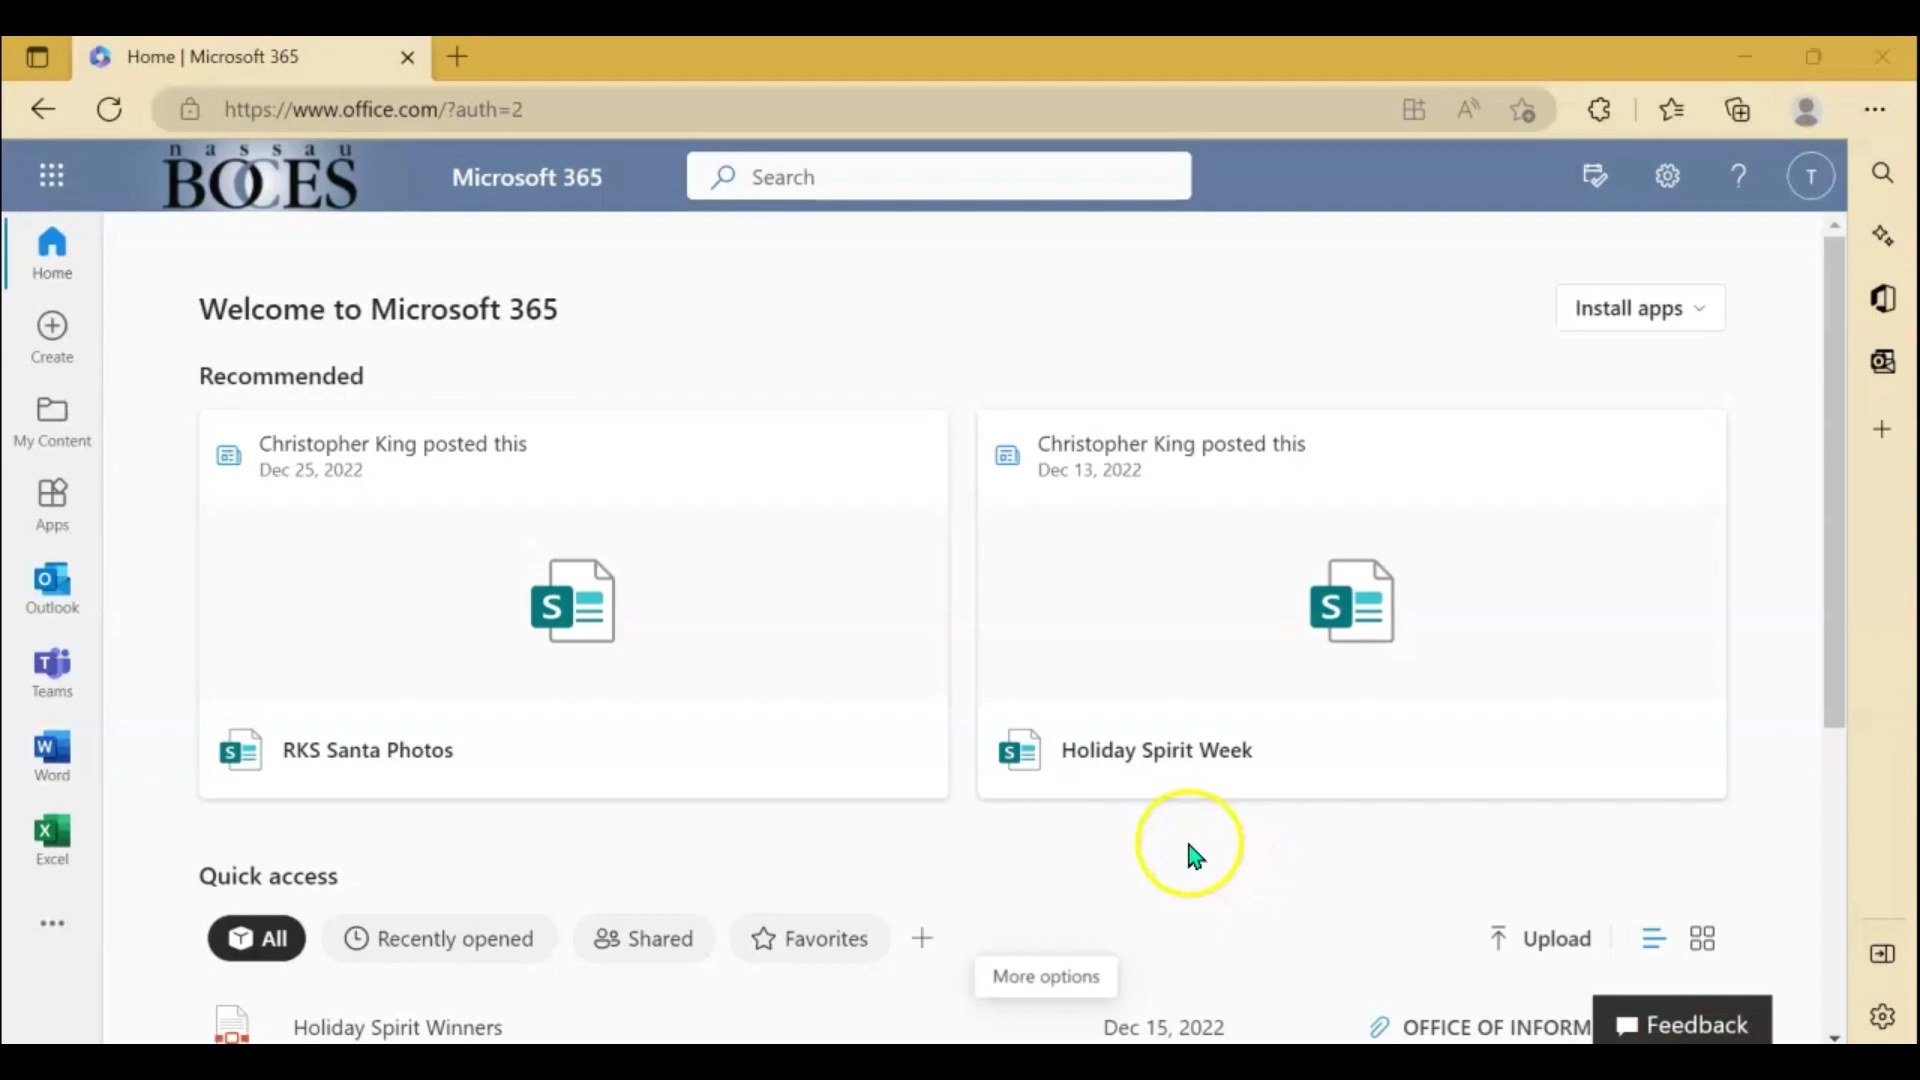 Home | Microsoft 365
https://www.office.com/?auth=2
nassau
BOCES
Microsoft 365
Search
T
Home
Create
My Content
Apps
Outlook
Teams
Word
Excel
Welcome to Microsoft 365
Install apps
Recommended
Christopher King posted this
Dec 25, 2022
RKS Santa Photos
Christopher King posted this
Dec 13, 2022
Holiday Spirit Week
Quick access
All
Recently opened
Shared
Favorites
Upload
More options
Holiday Spirit Winners
Dec 15, 2022
OFFICE OF INFORM
Feedback